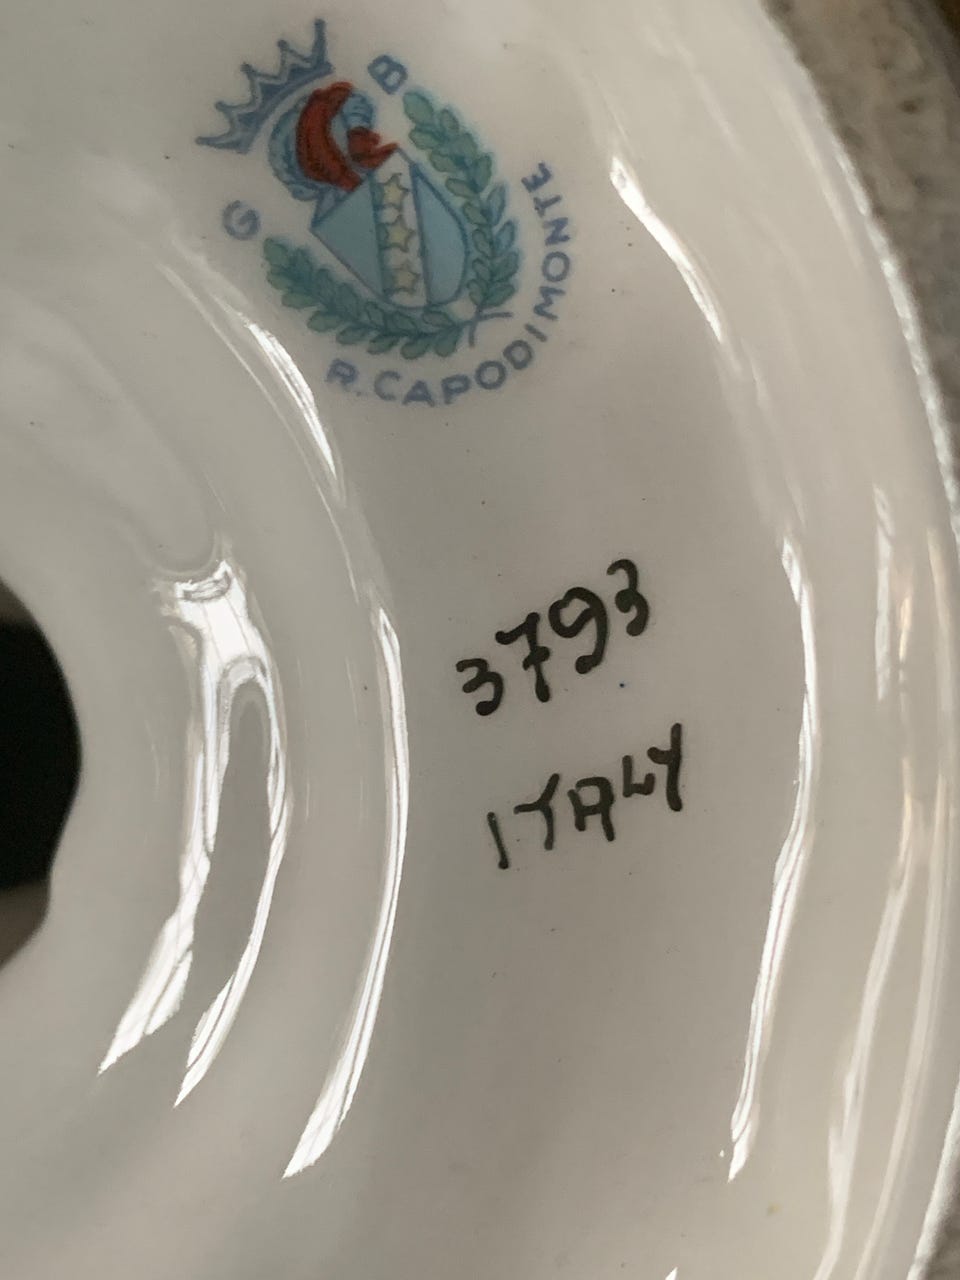 G B
R. CAPODIMONTE
3793
ITALY